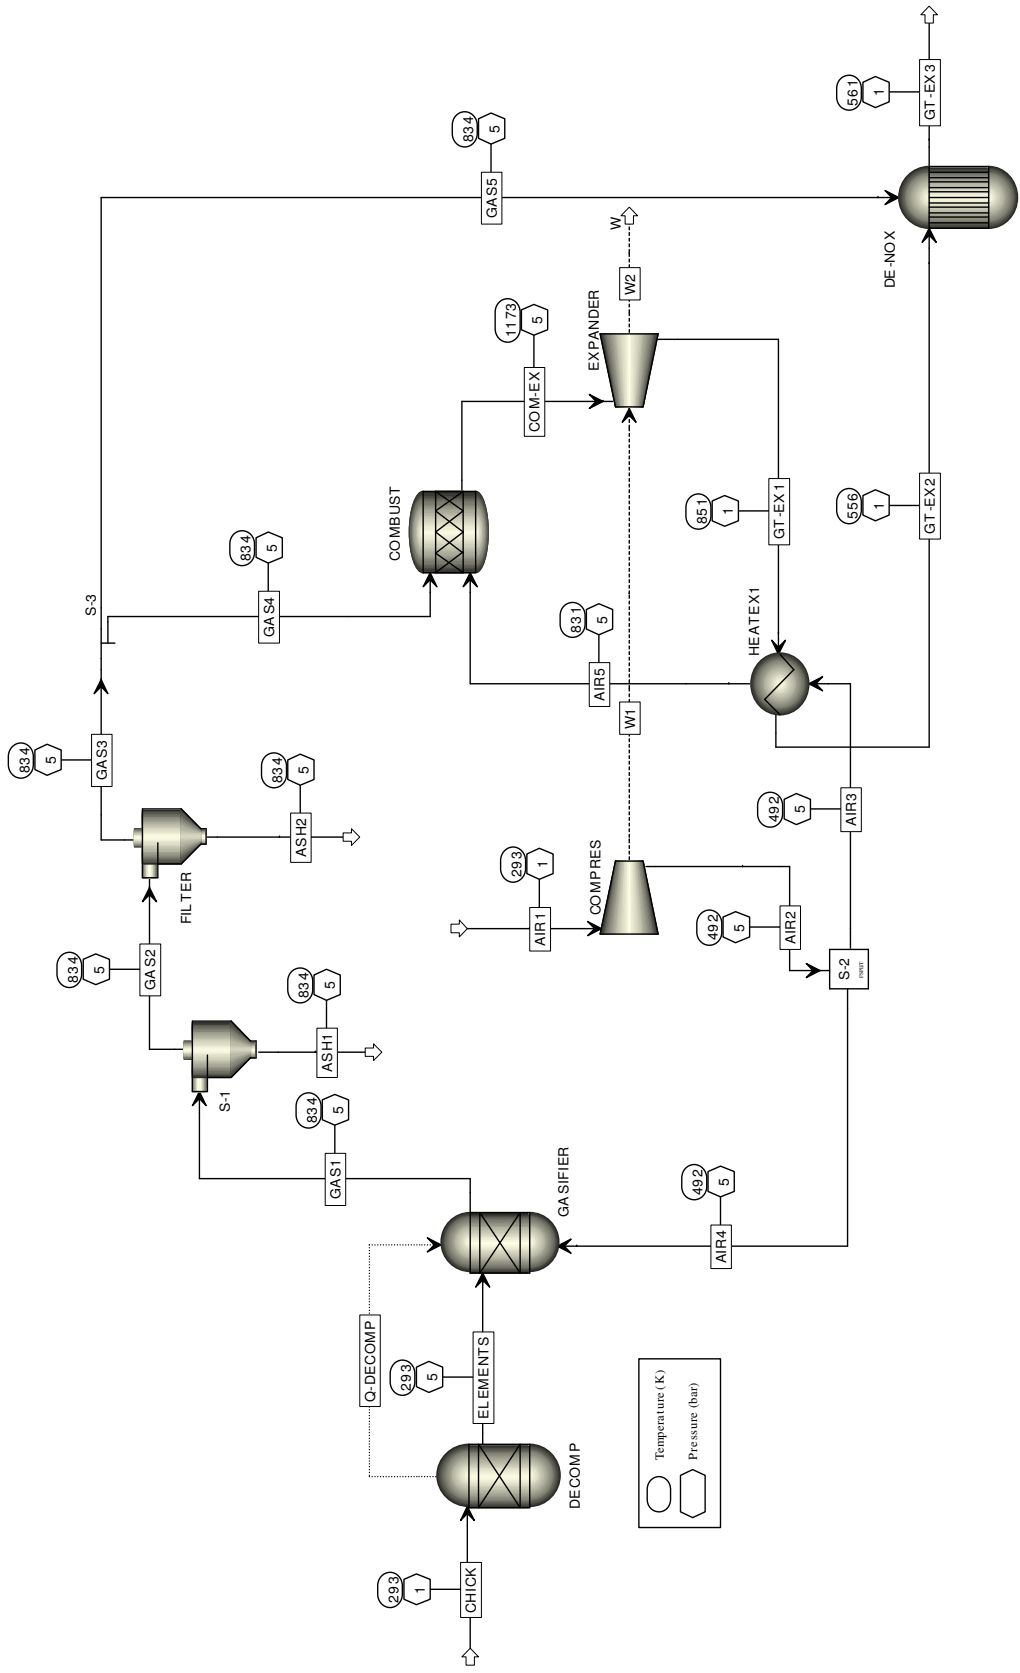 293
1
CHICK
DECOMP
Q-DECOMP
293
5
ELEMENTS
GASIFIER
834
5
GAS1
S-1
834
5
ASH1
834
5
GAS2
FILTER
834
5
ASH2
834
5
GAS3
S-3
834
5
GAS4
834
5
GAS5
492
5
AIR4
S-2
FSPLIT
492
5
AIR2
293
1
AIR1
COMPRES
492
5
AIR3
W1
831
5
AIR5
HEATEX1
COMBUST
1173
5
COM-EX
EXPANDER
W2
W
851
1
GT-EX1
556
1
GT-EX2
DE-NOX
561
1
GT-EX3
Temperature (K)
Pressure (bar)